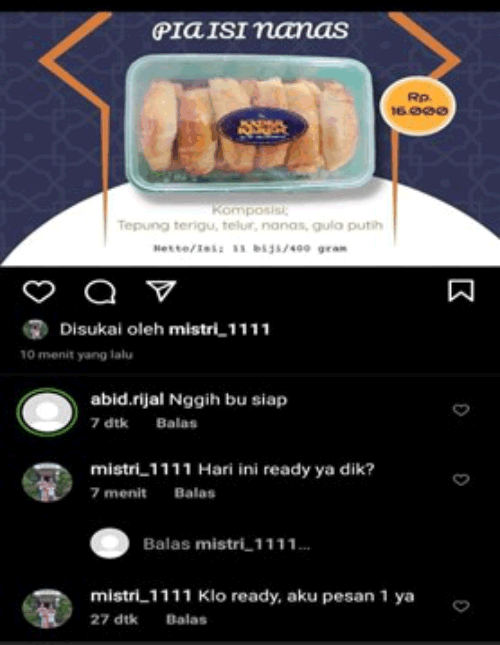 PIA ISI nanas
Rp.
16.000
Komposisi;
Tepung terigu, telur, nanas, gula putih
Netto/Isi; 11 biji/400 gram
Disukai oleh mistri_1111
10 menit yang lalu
abid.rijal Nggih bu siap
7 dtk Balas
mistri_1111 Hari ini ready ya dik?
7 menit Balas
Balas mistri_1111...
mistri_1111 Klo ready, aku pesan 1 ya
27 dtk Balas